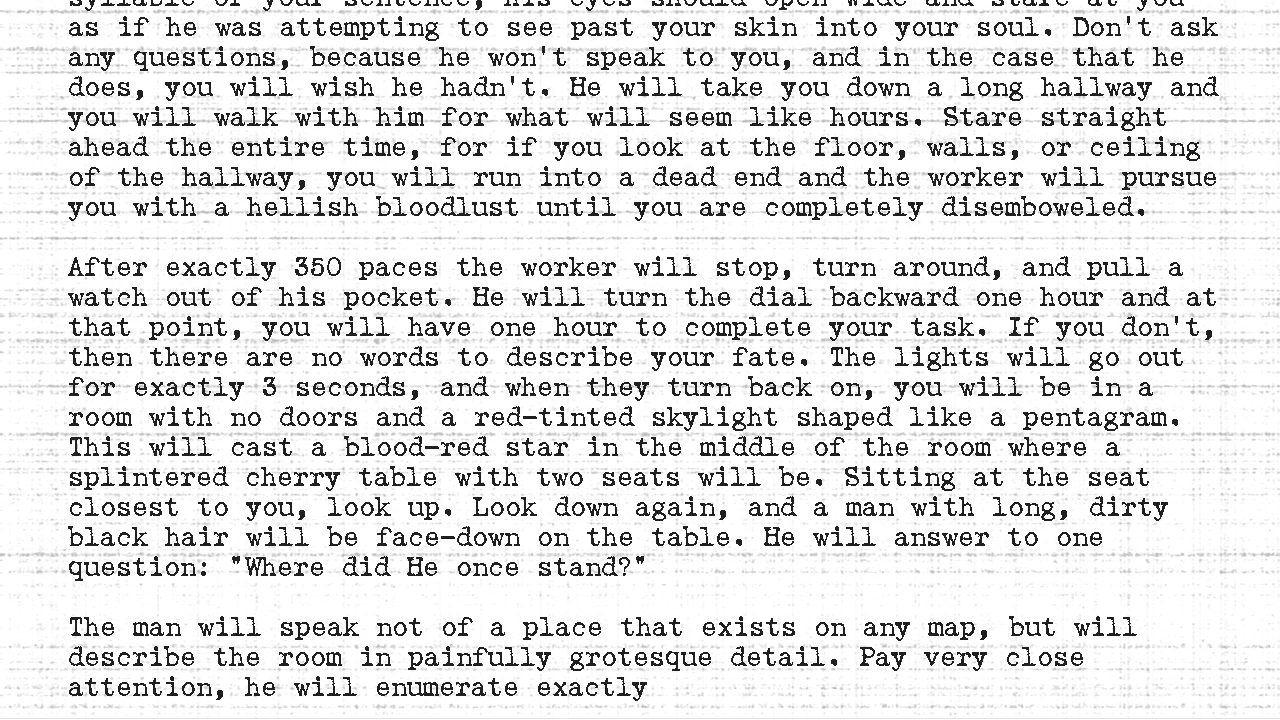 syllable of your sentence, his eyes should open wide and stare at you
as if he was attempting to see past your skin into your soul. Don't ask
any questions, because he won't speak to you, and in the case that he
does, you will wish he hadn't. He will take you down a long hallway and
you will walk with him for what will seem like hours. Stare straight
ahead the entire time, for if you look at the floor, walls, or ceiling
of the hallway, you will run into a dead end and the worker will pursue
you with a hellish bloodlust until you are completely disemboweled.
After exactly 350 paces the worker will stop, turn around, and pull a
watch out of his pocket. He will turn the dial backward one hour and at
that point, you will have one hour to complete your task. If you don't,
then there are no words to describe your fate. The lights will go out
for exactly 3 seconds, and when they turn back on, you will be in a
room with no doors and a red-tinted skylight shaped like a pentagram.
This will cast a blood-red star in the middle of the room where a
splintered cherry table with two seats will be. Sitting at the seat
closest to you, look up. Look down again, and a man with long, dirty
black hair will be face-down on the table. He will answer to one
question: "Where did He once stand?"
The man will speak not of a place that exists on any map, but will
describe the room in painfully grotesque detail. Pay very close
attention, he will enumerate exactly